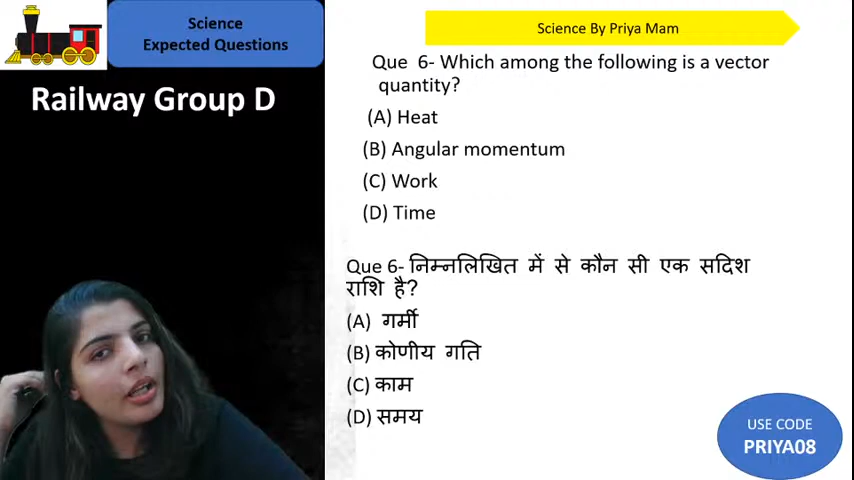 Science
Expected Questions
Railway Group D
Science By Priya Mam
Que 6- Which among the following is a vector
quantity?
(A) Heat
(B) Angular momentum
(C) Work
(D) Time
Que 6- निम्नलिखित में से कौन सी एक सदिश
राशि है?
(A) गर्मी
(B) कोणीय गति
(C) काम
(D) समय
USE CODE
PRIYA08